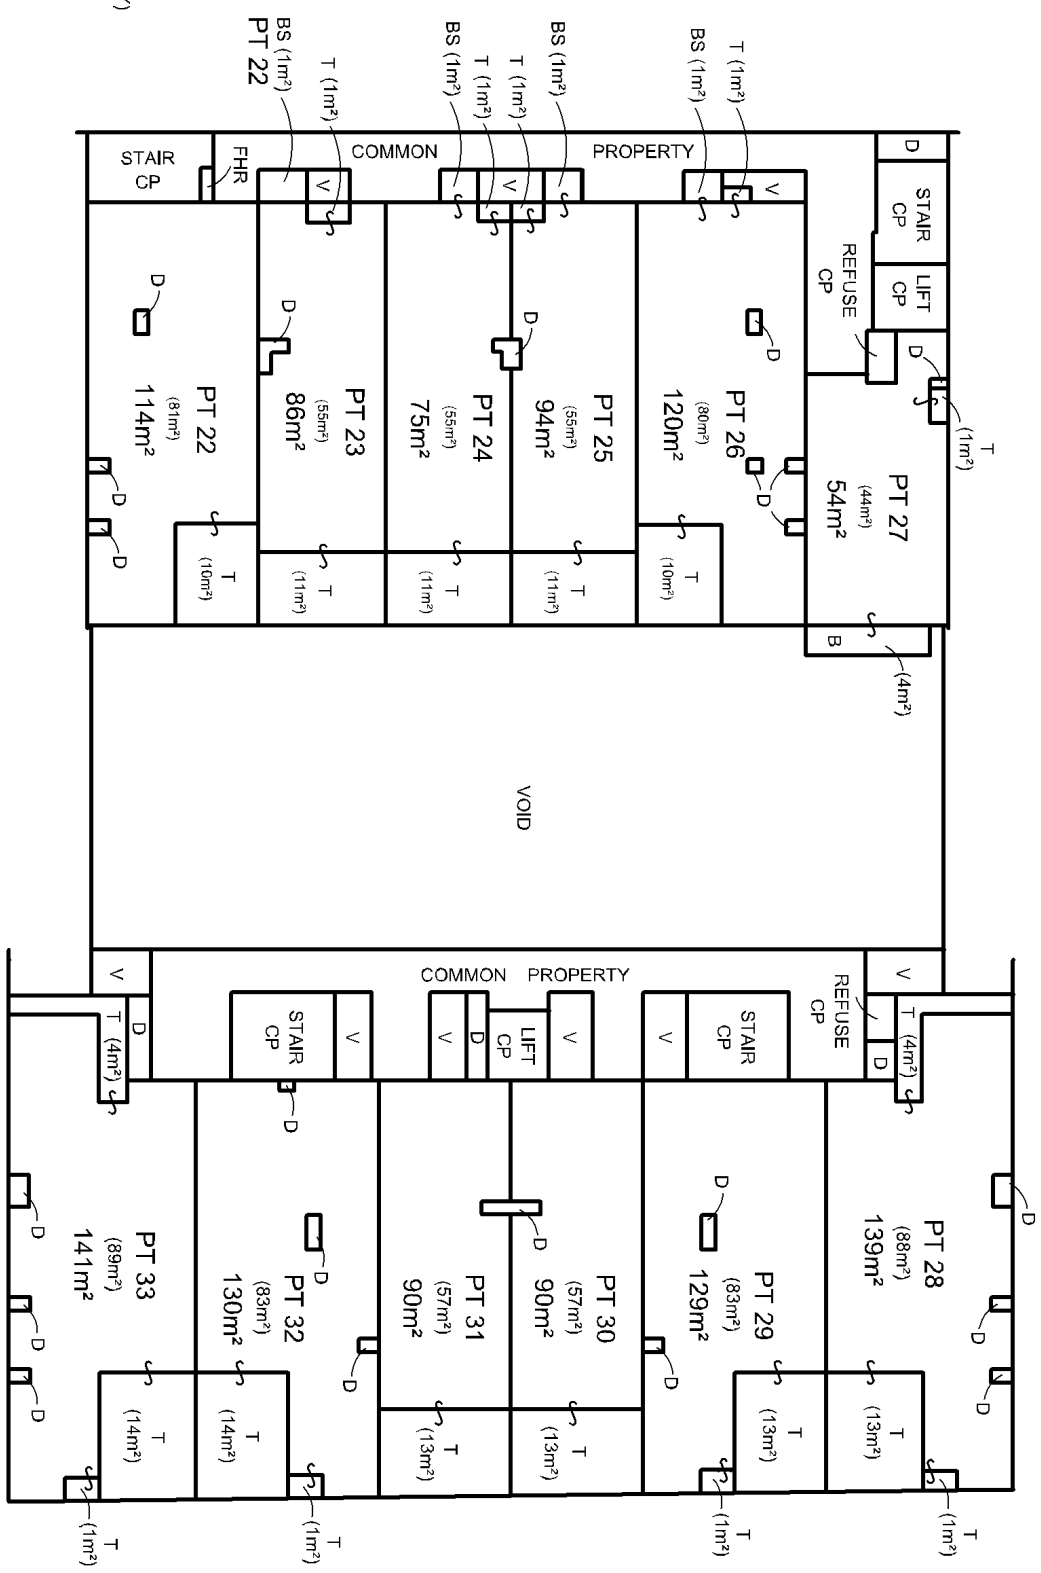 BS (1m²)
PT 22
T (1m²)
BS (1m²)
T (1m²)
T (1m²)
BS (1m²)
BS (1m²)
T (1m²)
STAIR
CP
FHR
COMMON PROPERTY
V
V
V
D
STAIR
CP
LIFT
CP
REFUSE
CP
D
T
(1m²)
D
PT 22
(81m²)
114m²
D
D
T
(10m²)
D
PT 23
(55m²)
86m²
T
(11m²)
PT 24
(55m²)
75m²
T
(11m²)
D
PT 25
(55m²)
94m²
T
(11m²)
D
PT 26
(80m²)
120m²
D
T
(10m²)
PT 27
(44m²)
54m²
B
(4m²)
VOID
V
COMMON PROPERTY
REFUSE
CP
V
T (4m²)
D
STAIR
CP
V
V
D
LIFT
CP
V
V
STAIR
CP
D
T (4m²)
D
PT 33
(89m²)
141m²
D
D
T
(14m²)
T
(1m²)
D
D
PT 32
(83m²)
130m²
D
T
(14m²)
T
(1m²)
PT 31
(57m²)
90m²
T
(13m²)
D
PT 30
(57m²)
90m²
T
(13m²)
D
PT 29
(83m²)
129m²
D
T
(13m²)
T
(1m²)
D
PT 28
(88m²)
139m²
D
D
T
(13m²)
T
(1m²)